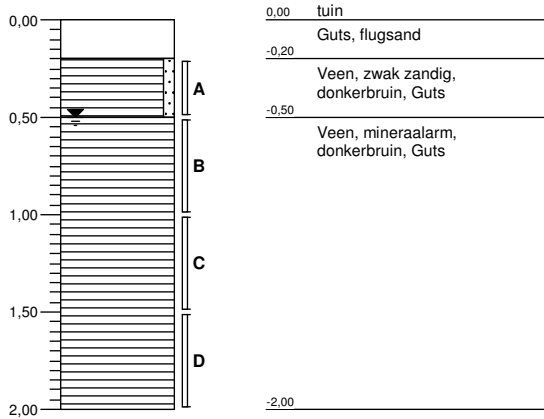 0,00
0,50
1,00
1,50
2,00
A
B
C
D
0,00 tuin
Guts, flugsand
-0,20
Veen, zwak zandig,
donkerbruin, Guts
-0,50
Veen, mineraalarm,
donkerbruin, Guts
-2,00